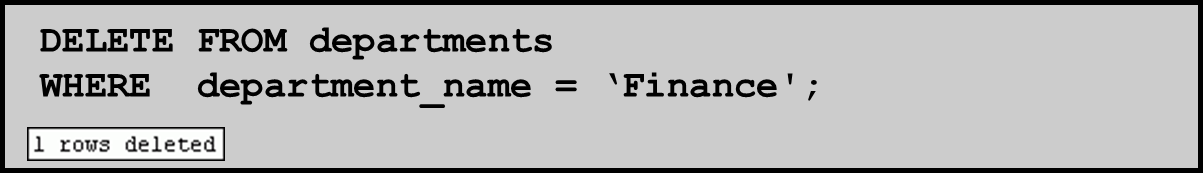 DELETE FROM departments
WHERE  department_name = ‘Finance';
1 rows deleted